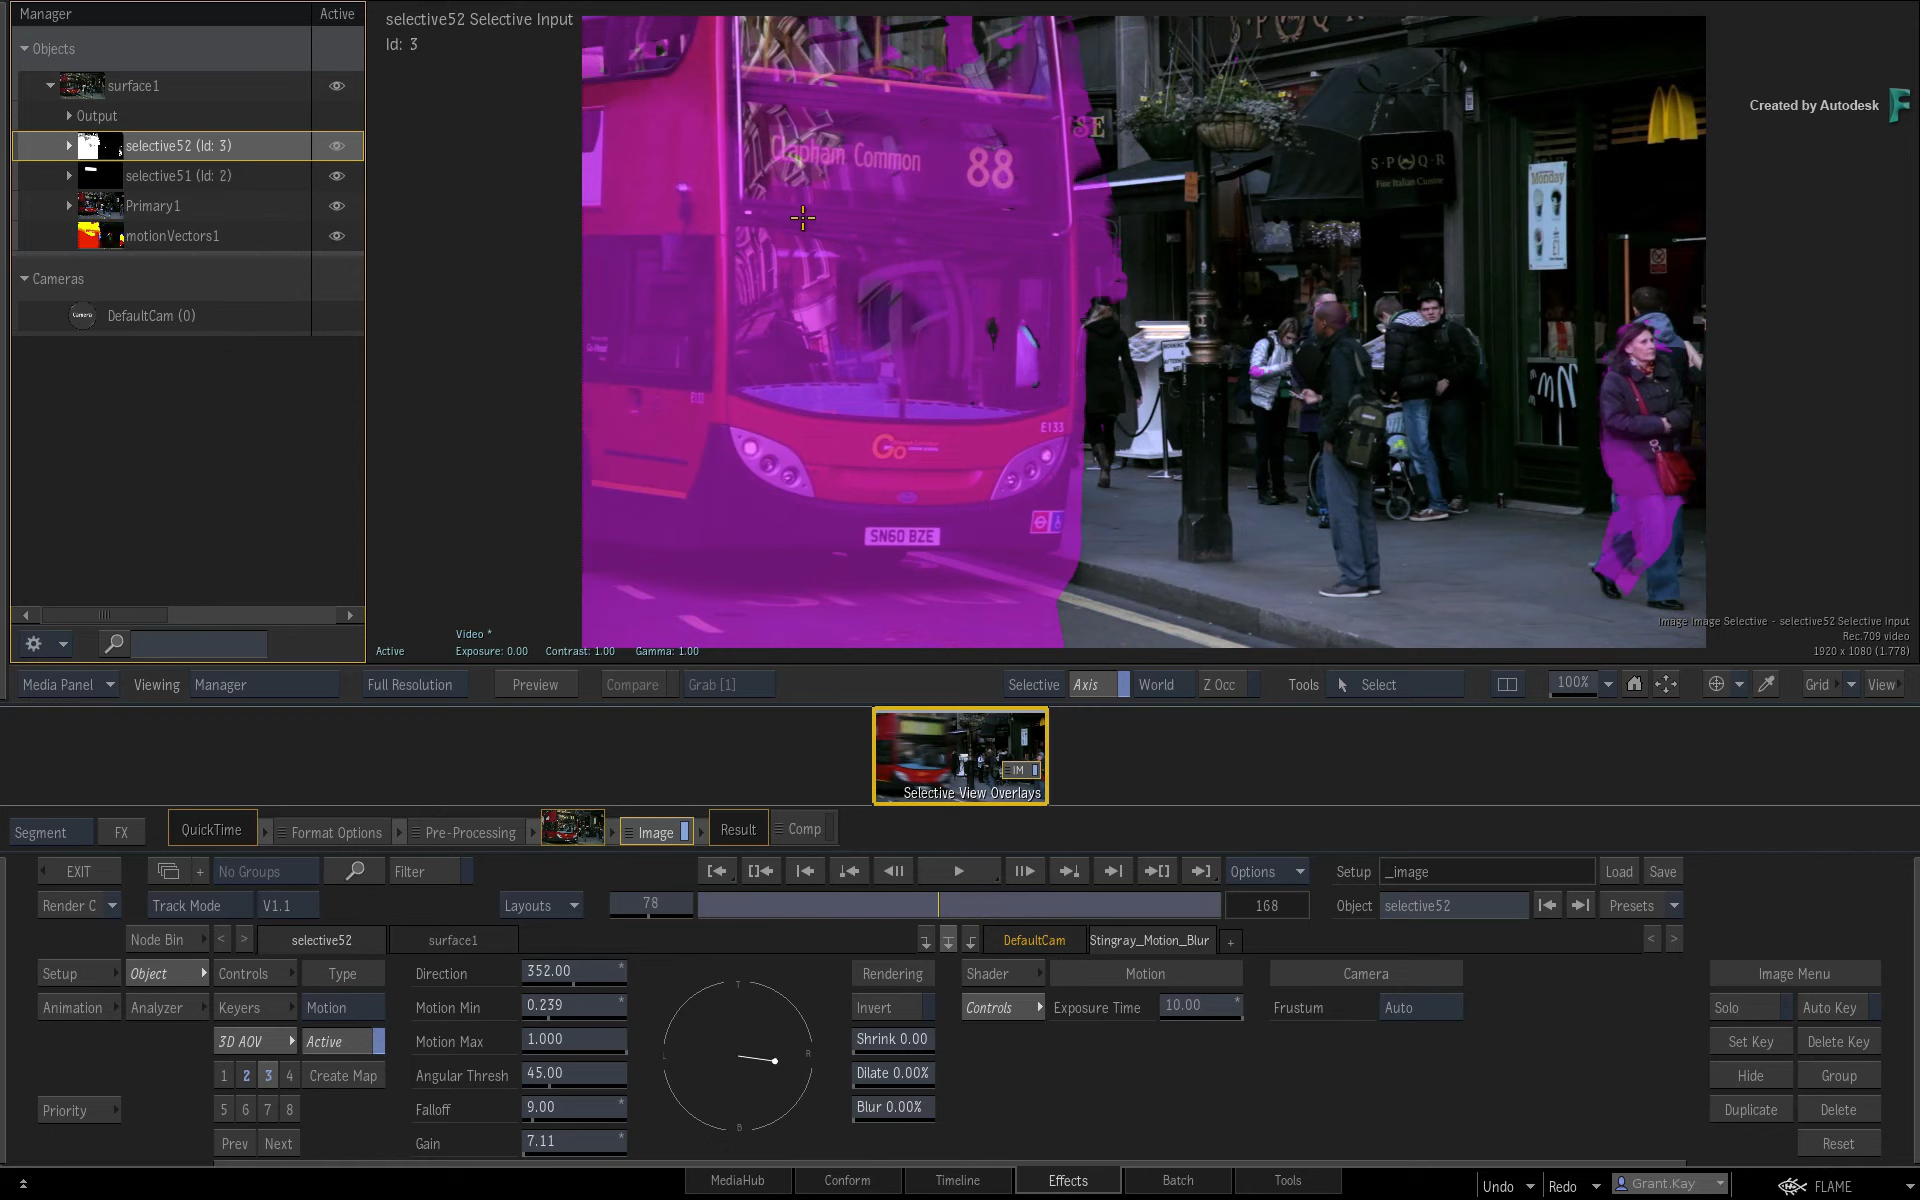 Manager Active
Objects
surface1
Output
selective52 (Id: 3)
selective51 (Id: 2)
Primary1
motionVectors1
Cameras
Camera DefaultCam (0)
selective52 Selective Input
Id: 3
Created by Autodesk
SE
Clapham Common 88
S·P·Q·R
Fine Italian Cuisine
Monday
E133
E133
Go
SN60 BZE
Video *
Active Exposure: 0.00 Contrast: 1.00 Gamma: 1.00
Image Image Selective - selective52 Selective Input
Rec.709 video
1920 x 1080 (1.778)
Media Panel Viewing Manager Full Resolution Preview Compare Grab [1] Selective Axis World Z Occ Tools Select 100% Grid View
IM
Selective View Overlays
Segment FX QuickTime Format Options Pre-Processing Image Result Comp
EXIT + No Groups Filter Options Setup _image Load Save
Render C Track Mode V1.1 Layouts 78 168 Object selective52 Presets
Node Bin < > selective52 surface1 DefaultCam Stingray_Motion_Blur + < >
Setup Object Controls Type Direction 352.00 T Rendering Shader Motion Camera Image Menu
Animation Analyzer Keyers Motion Motion Min 0.239 Invert Controls Exposure Time 10.00 Frustum Auto Solo Auto Key
3D AOV Active Motion Max 1.000 L R Shrink 0.00 Set Key Delete Key
1 2 3 4 Create Map Angular Thresh 45.00 Dilate 0.00% Hide Group
Priority 5 6 7 8 Falloff 9.00 B Blur 0.00% Duplicate Delete
Prev Next Gain 7.11 Reset
MediaHub Conform Timeline Effects Batch Tools Undo Redo Grant.Kay FLAME